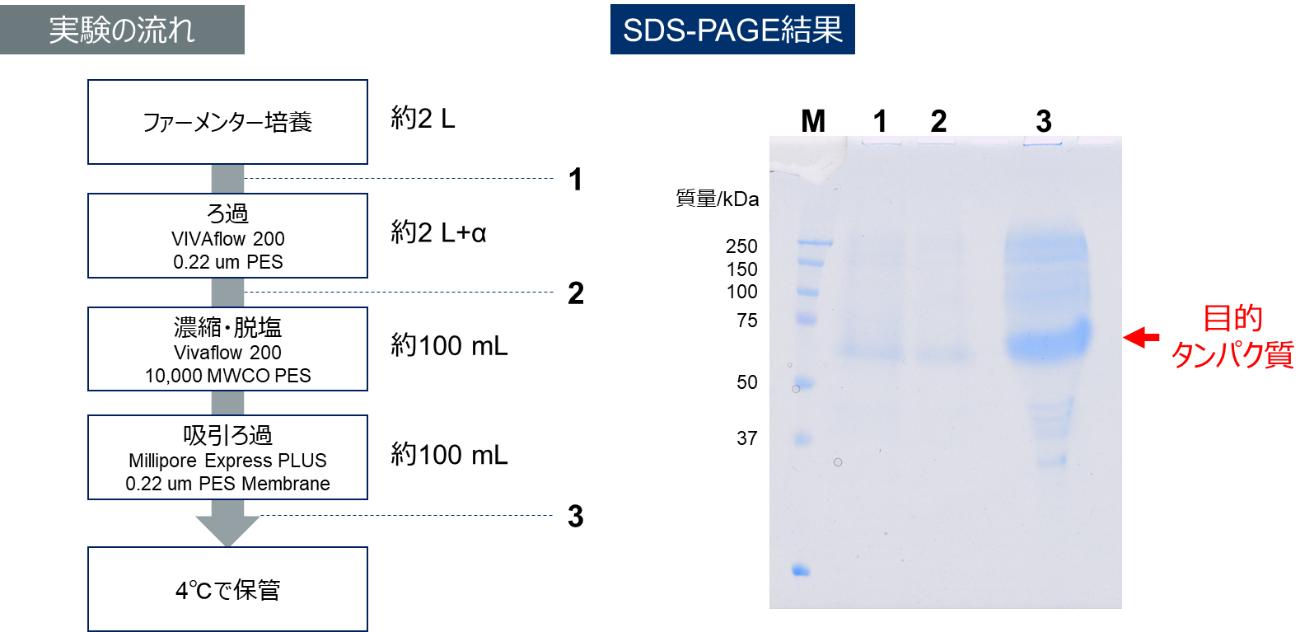 実験の流れ
ファーメンター培養
約2 L
1
ろ過
VIVAflow 200
0.22 um PES
約2 L+α
2
濃縮・脱塩
Vivaflow 200
10,000 MWCO PES
約100 mL
吸引ろ過
Millipore Express PLUS
0.22 um PES Membrane
約100 mL
3
4℃で保管
SDS-PAGE結果
M 1 2 3
質量/kDa
250
150
100
75
50
37
目的
タンパク質